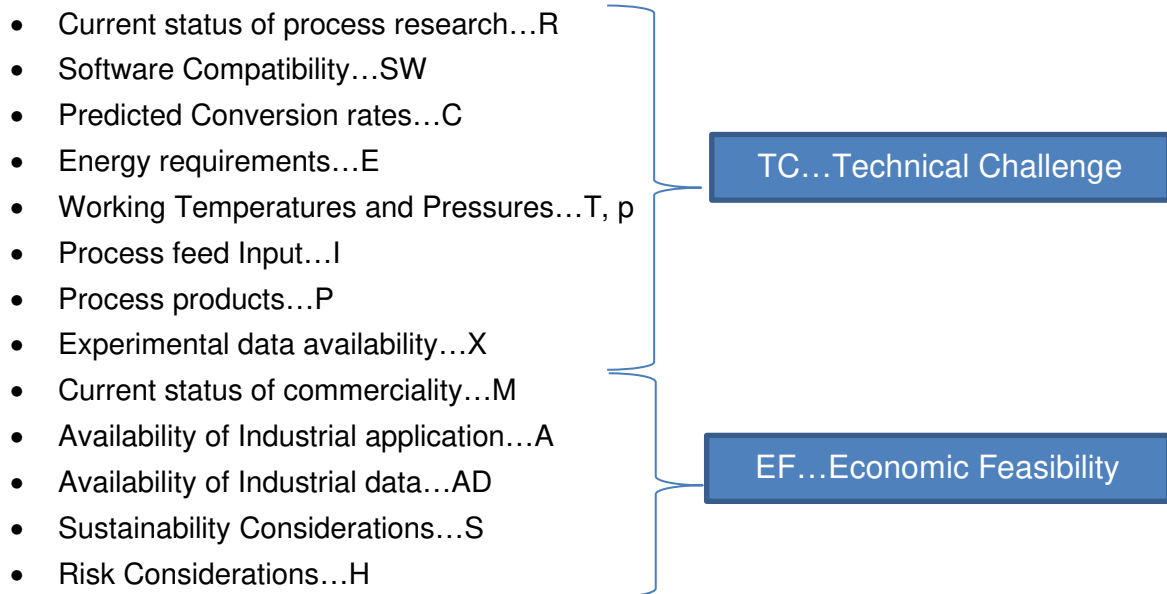 • Current status of process research…R
• Software Compatibility…SW
• Predicted Conversion rates…C
• Energy requirements…E
• Working Temperatures and Pressures…T, p
• Process feed Input…I
• Process products…P
• Experimental data availability…X
TC…Technical Challenge
• Current status of commerciality…M
• Availability of Industrial application…A
• Availability of Industrial data…AD
• Sustainability Considerations…S
• Risk Considerations…H
EF…Economic Feasibility